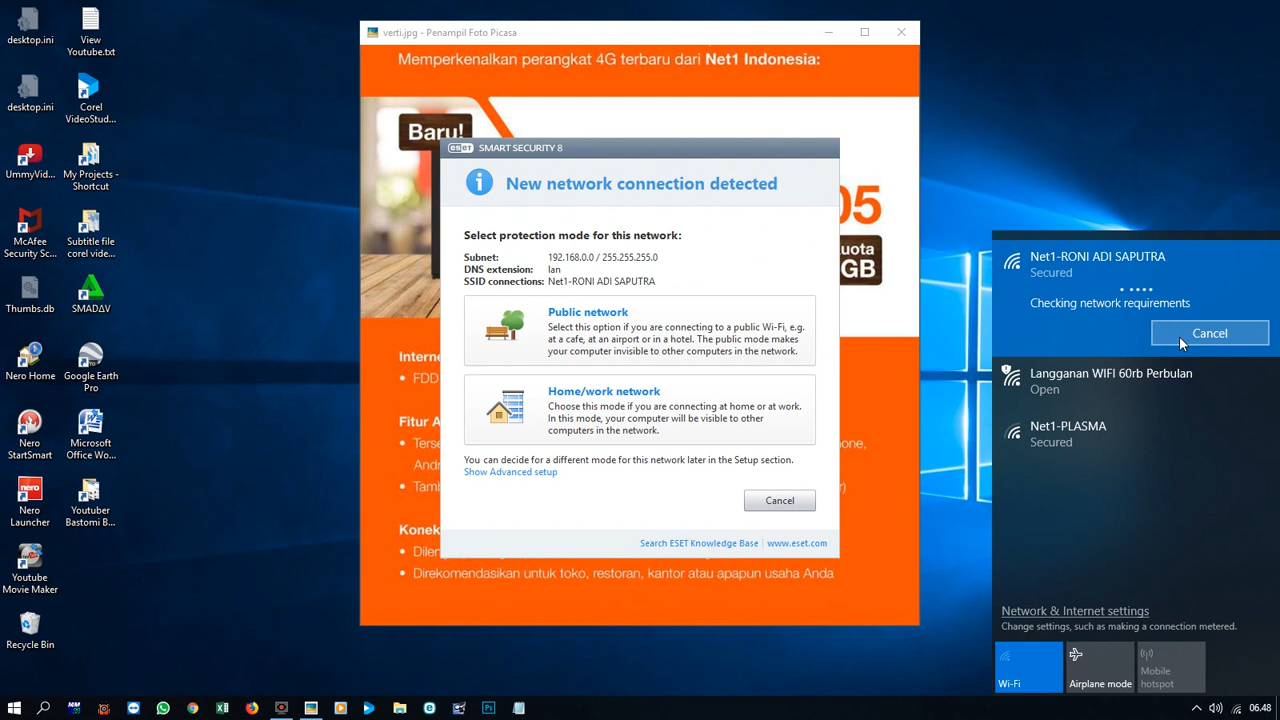 desktop.ini
View
Youtube.txt
desktop.ini
Corel
VideoStud...
UmmyVid...
My Projects -
Shortcut
McAfee
Security Sc...
Subtitle file
corel video...
Thumbs.db
SMADΔV
Nero Home
Google Earth
Pro
Nero
StartSmart
Microsoft
Office Wo...
Nero
Launcher
Youtuber
Bastomi B...
Youtube
Movie Maker
Recycle Bin
verti.jpg - Penampil Foto Picasa
Memperkenalkan perangkat 4G terbaru dari Net1 Indonesia:
Baru!
05
uota
GB
Intern
• FDD
Fitur A
• Terse
one,
Andr
• Tamb
r)
Konek
• Dilen
• Direkomendasikan untuk toko, restoran, kantor atau apapun usaha Anda
eset SMART SECURITY 8
New network connection detected
Select protection mode for this network:
Subnet: 192.168.0.0 / 255.255.255.0
DNS extension: lan
SSID connections: Net1-RONI ADI SAPUTRA
Public network
Select this option if you are connecting to a public Wi-Fi, e.g.
at a cafe, at an airport or in a hotel. The public mode makes
your computer invisible to other computers in the network.
Home/work network
Choose this mode if you are connecting at home or at work.
In this mode, your computer will be visible to other
computers in the network.
You can decide for a different mode for this network later in the Setup section.
Show Advanced setup
Cancel
Search ESET Knowledge Base | www.eset.com
Net1-RONI ADI SAPUTRA
Secured
Checking network requirements
Cancel
Langganan WIFI 60rb Perbulan
Open
Net1-PLASMA
Secured
Network & Internet settings
Change settings, such as making a connection metered.
Wi-Fi
Airplane mode
Mobile
hotspot
06.48